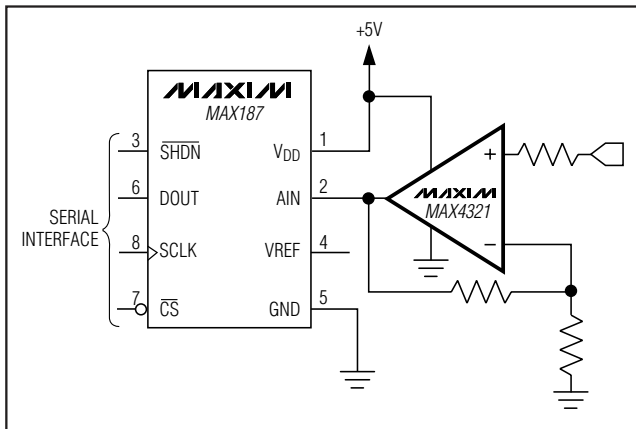 +5V
MAXIM
MAX187
3
SHDN
VDD
1
6
DOUT
AIN
2
SERIAL
INTERFACE
8
SCLK
VREF
4
7
CS
GND
5
+
MAXIM
MAX4321
−